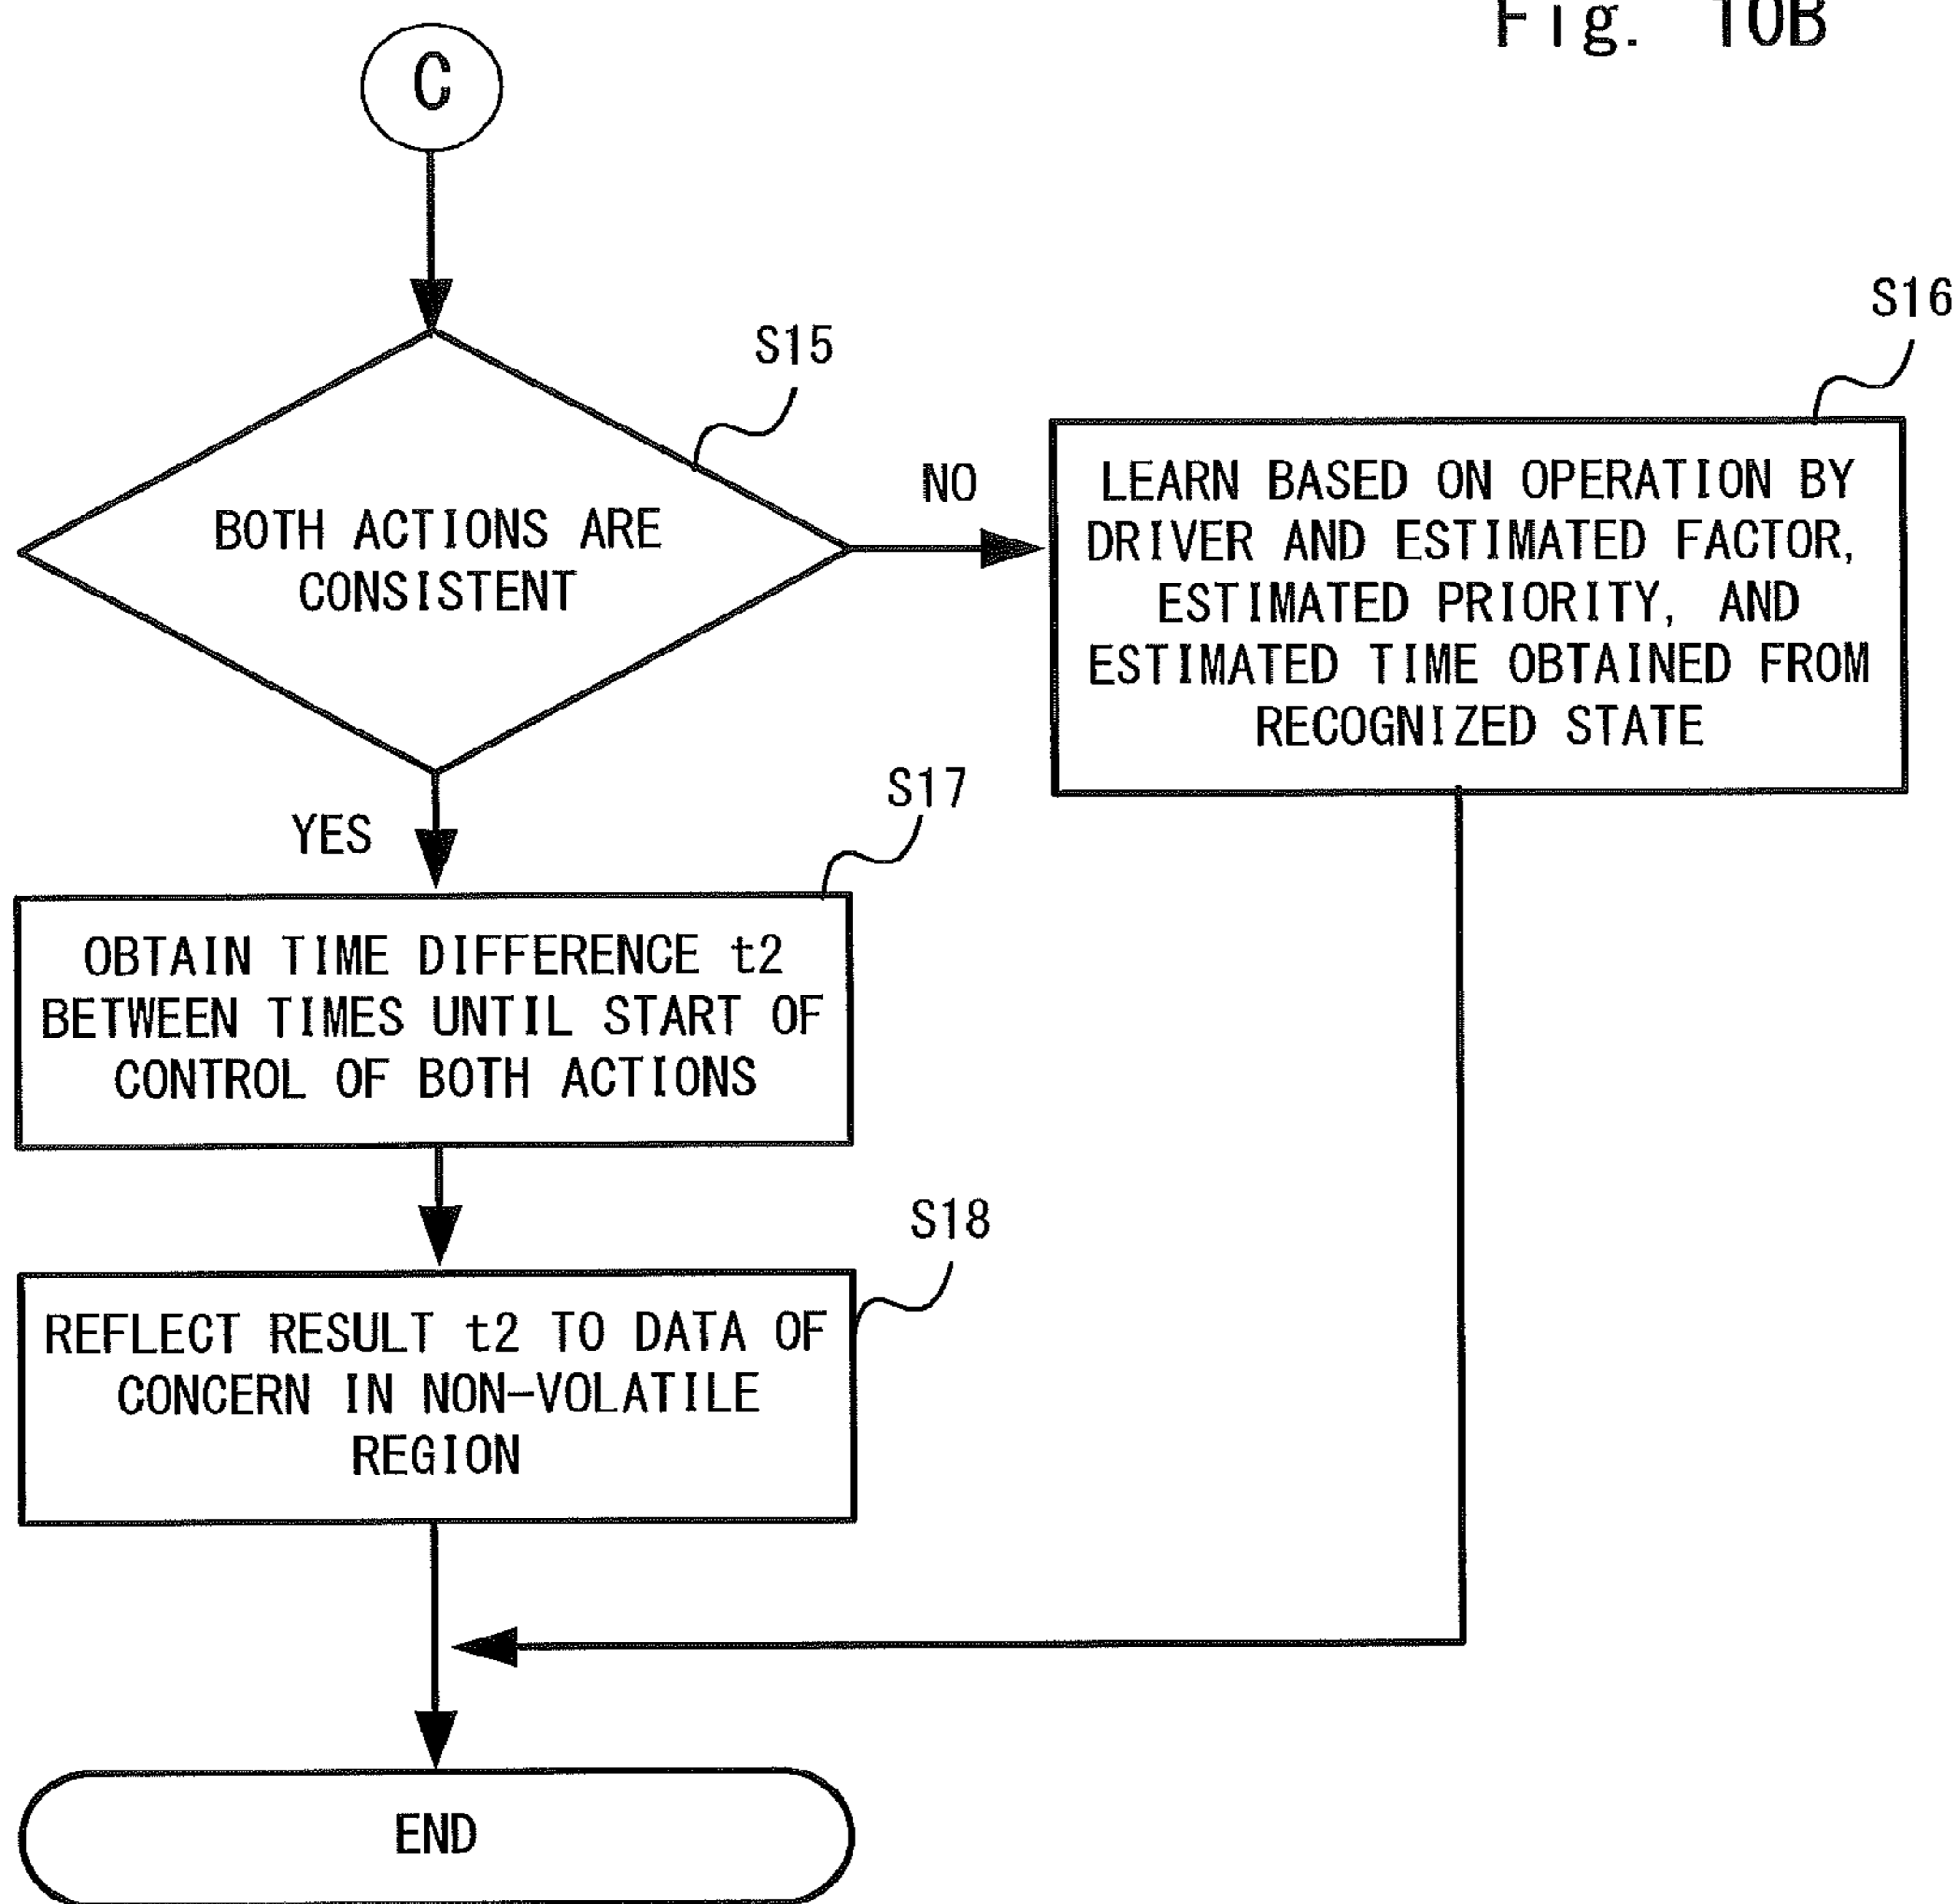 Fig. 10B
C
S15
S16
BOTH ACTIONS ARE
CONSISTENT
NO
LEARN BASED ON OPERATION BY
DRIVER AND ESTIMATED FACTOR,
ESTIMATED PRIORITY, AND
ESTIMATED TIME OBTAINED FROM
RECOGNIZED STATE
YES
S17
OBTAIN TIME DIFFERENCE t2
BETWEEN TIMES UNTIL START OF
CONTROL OF BOTH ACTIONS
S18
REFLECT RESULT t2 TO DATA OF
CONCERN IN NON-VOLATILE
REGION
END